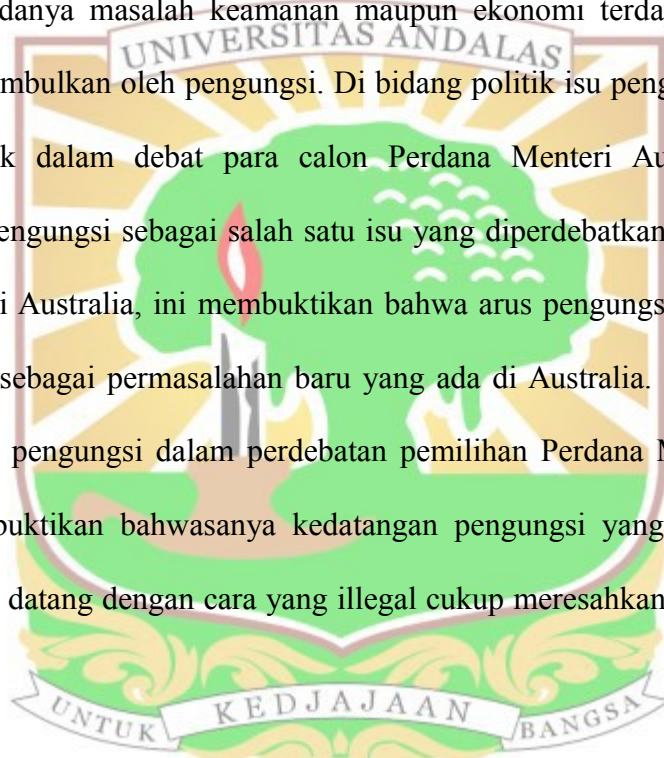 danya masalah keamanan maupun ekonomi terda
UNIVERSITAS ANDALAS
mbulkan oleh pengungsi. Di bidang politik isu peng
k dalam debat para calon Perdana Menteri Au
engungsi sebagai salah satu isu yang diperdebatkan
i Australia, ini membuktikan bahwa arus pengungs
sebagai permasalahan baru yang ada di Australia.
pengungsi dalam perdebatan pemilihan Perdana M
buktikan bahwasanya kedatangan pengungsi yang
datang dengan cara yang illegal cukup meresahkan
UNTUK KEDJAJAAN BANGSA